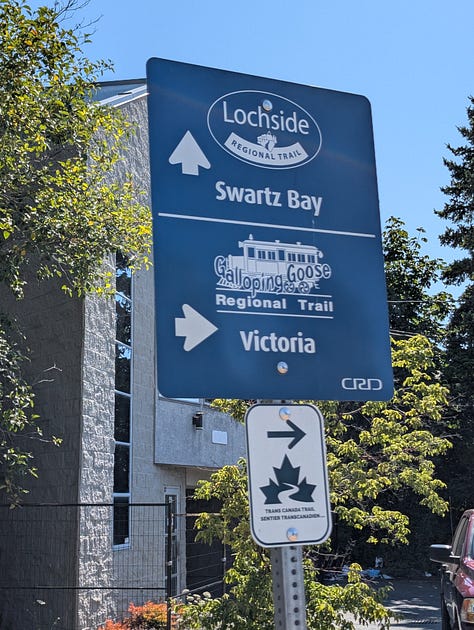 Lochside
REGIONAL TRAIL
Swartz Bay
Galloping Goose
Regional Trail
Victoria
CRD
TRANS CANADA TRAIL
SENTIER TRANSCANADIEN